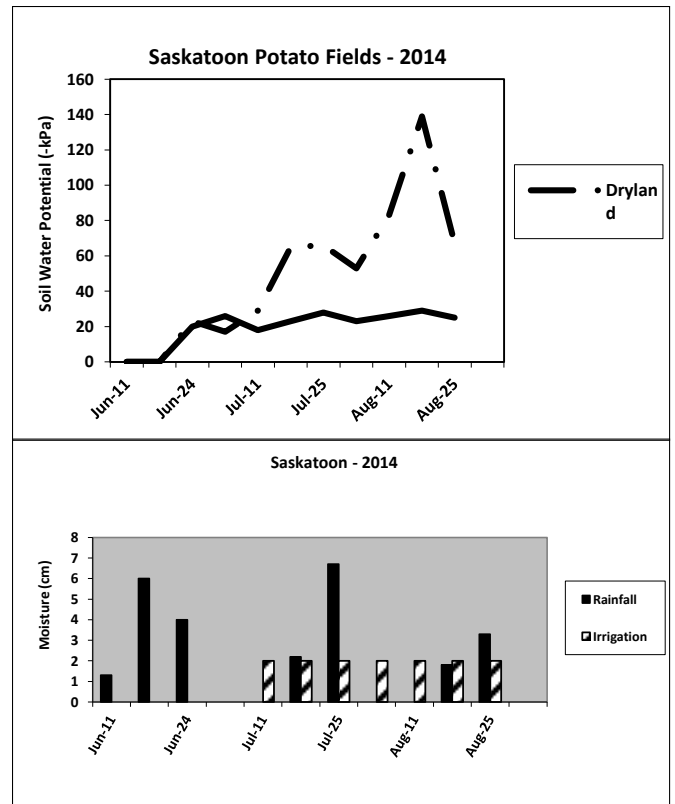 Saskatoon Potato Fields - 2014
160
140
120
100
80
60
40
20
0
Soil Water Potential (-kPa)
Jun-11
Jun-24
Jul-11
Jul-25
Aug-11
Aug-25
Drylan
d
Saskatoon - 2014
8
7
6
5
4
3
2
1
0
Moisture (cm)
Jun-11
Jun-24
Jul-11
Jul-25
Aug-11
Aug-25
Rainfall
Irrigation